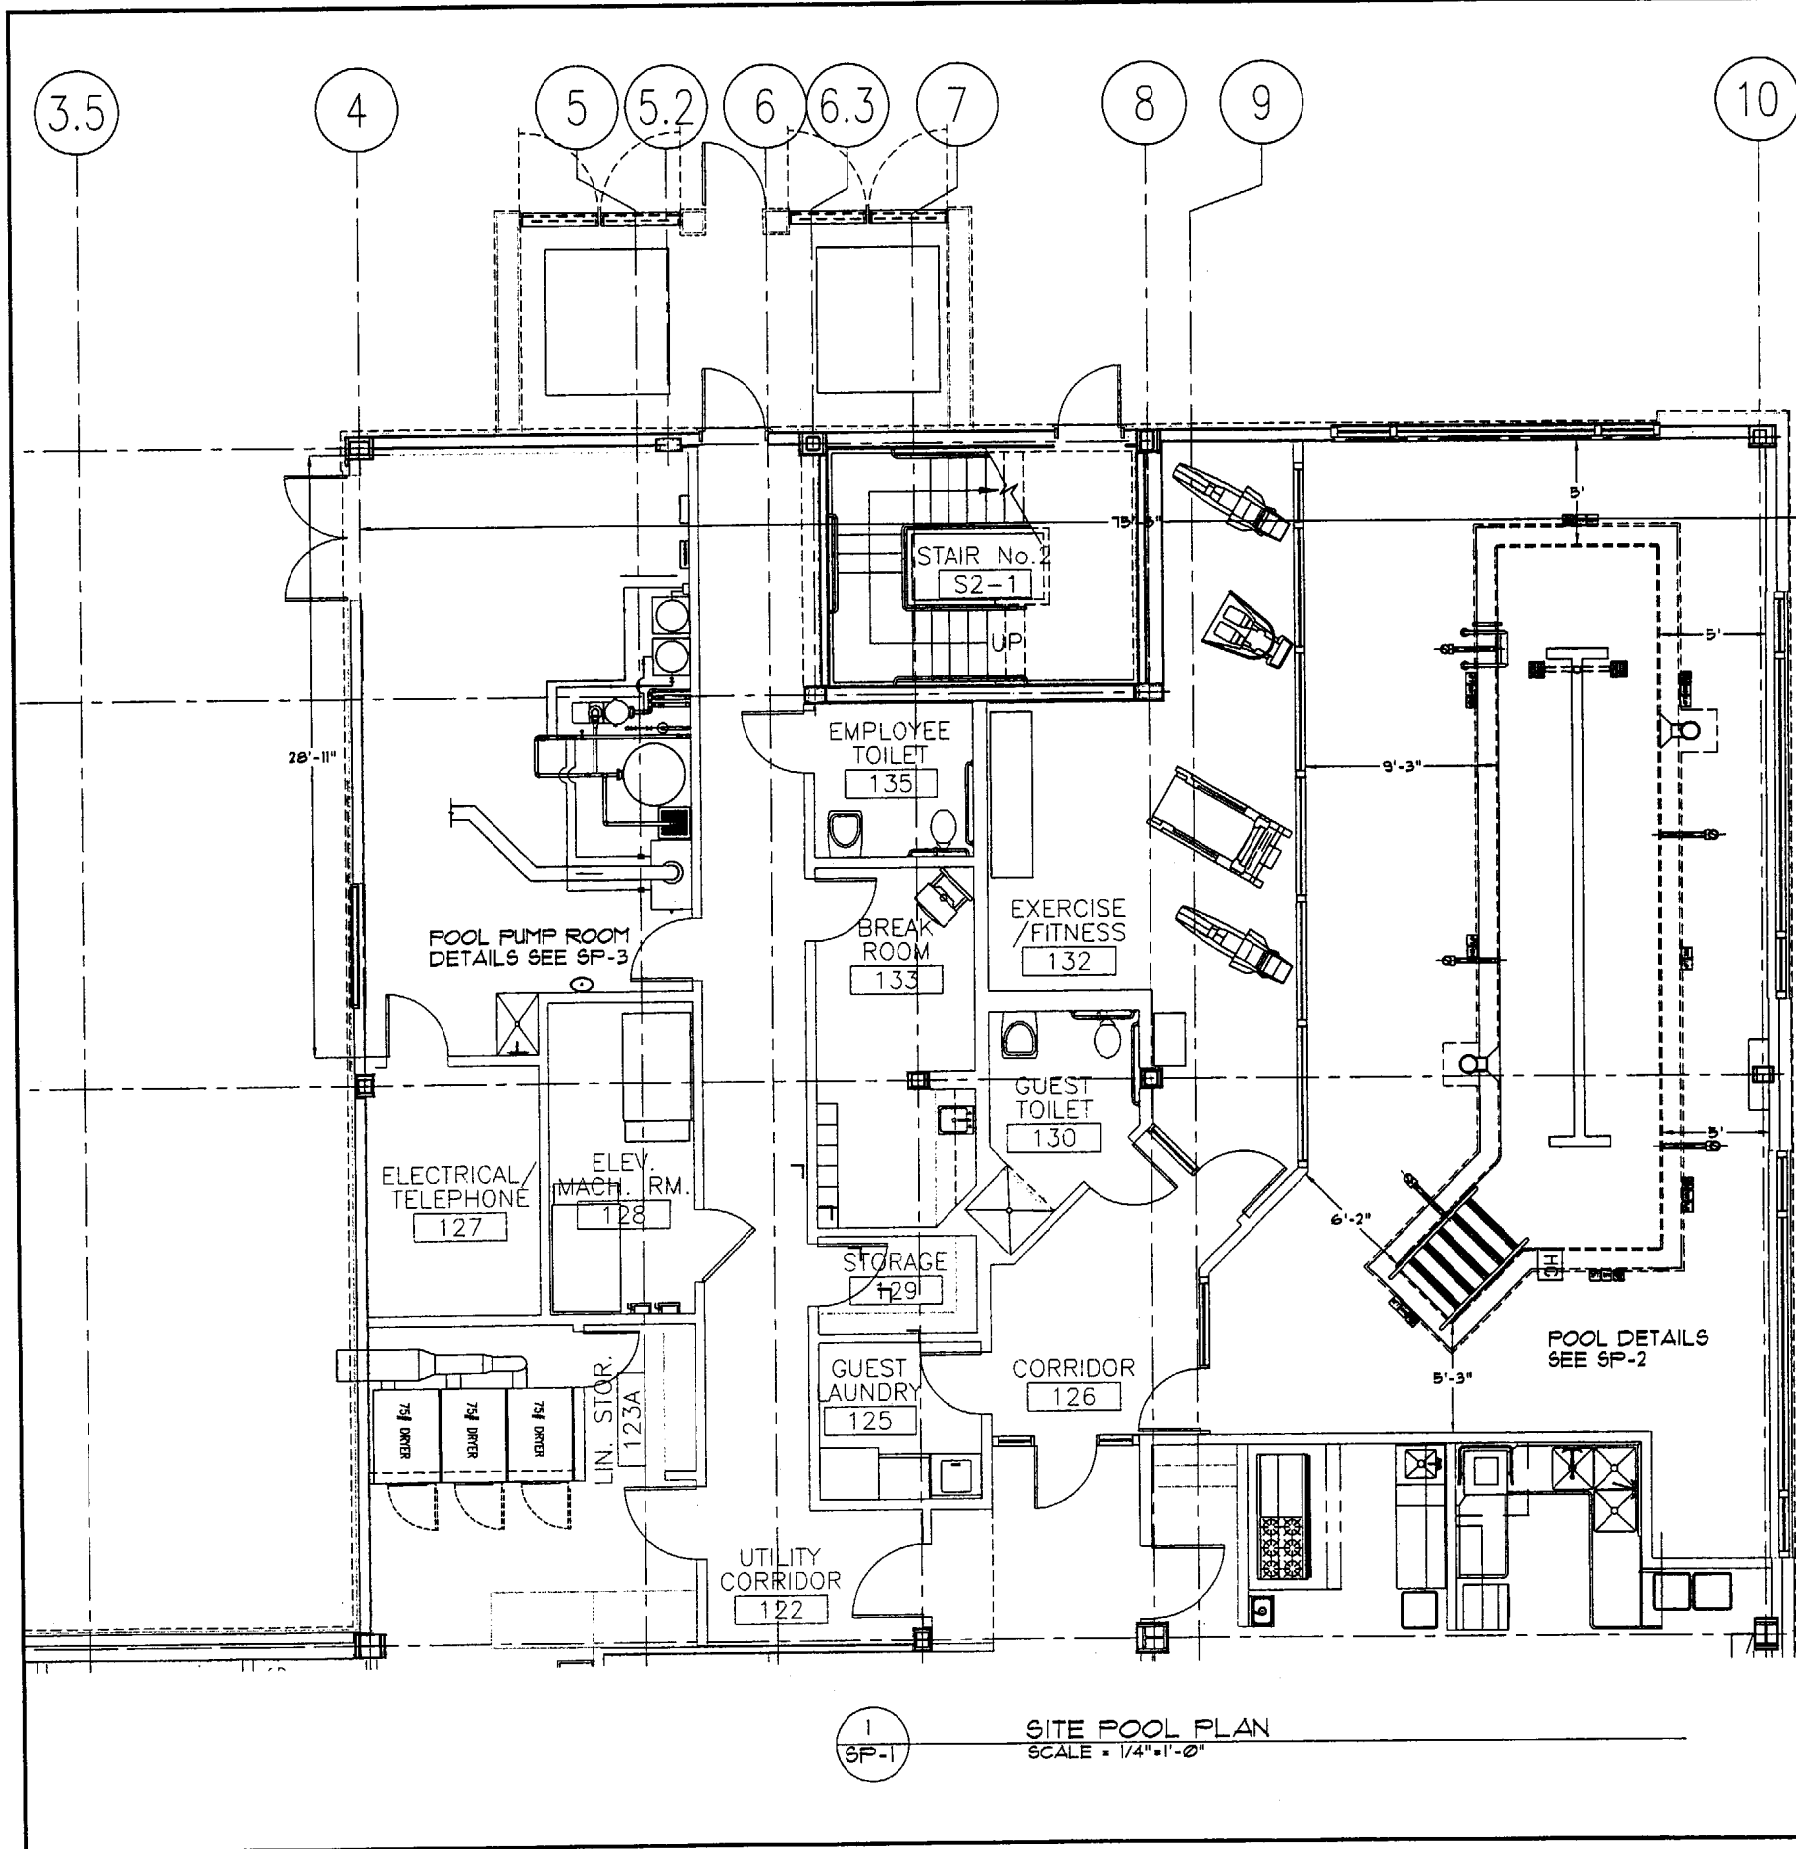 3.5
4
5
5.2
6
6.3
7
8
9
10
5'
75'-3"
STAIR No.2
S2-1
UP
5'
28'-11"
EMPLOYEE
TOILET
135
9'-3"
POOL PUMP ROOM
DETAILS SEE SP-3
BREAK
ROOM
133
EXERCISE
/FITNESS
132
GUEST
TOILET
130
5'
ELECTRICAL/
TELEPHONE
127
ELEV.
MACH. RM.
128
6'-2"
STORAGE
129
HC
POOL DETAILS
SEE SP-2
GUEST
LAUNDRY
125
CORRIDOR
126
5'-3"
LIN. STOR.
123A
75# DRYER
75# DRYER
75# DRYER
UTILITY
CORRIDOR
122
1
SP-1
SITE POOL PLAN
SCALE = 1/4"=1'-0"